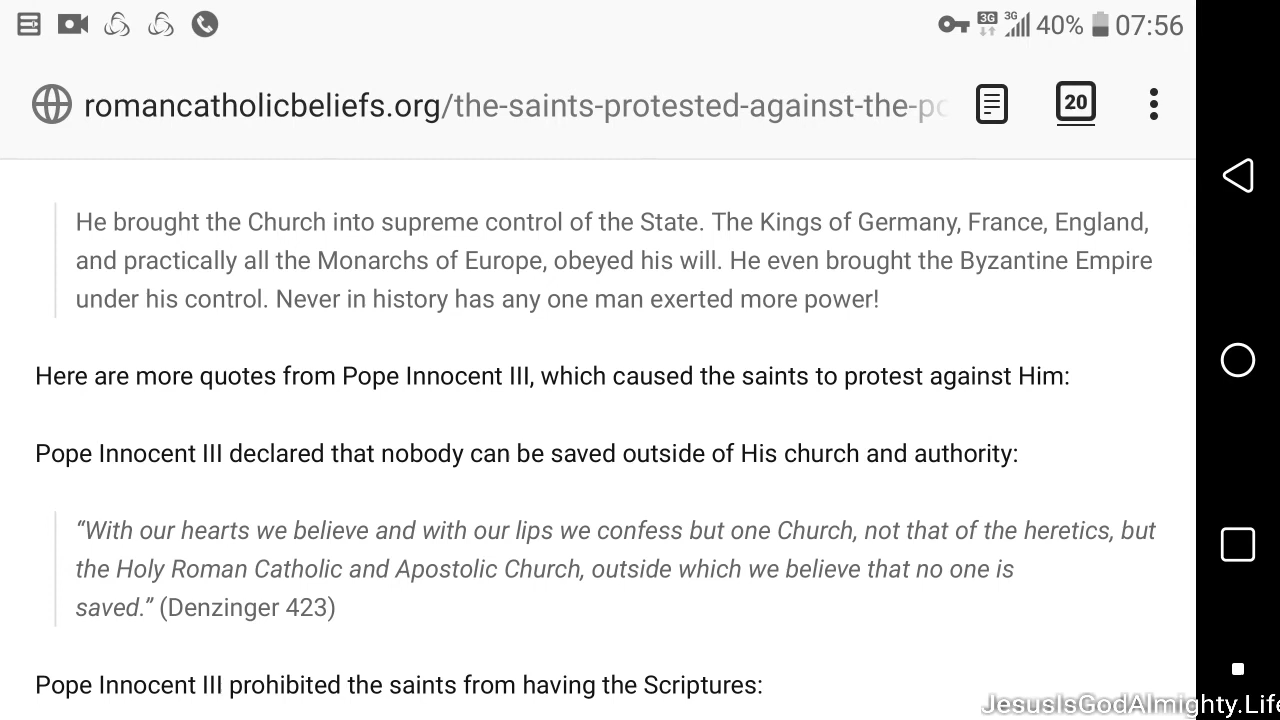 3G 3G 40% 07:56
romancatholicbeliefs.org/the-saints-protested-against-the-po
20
He brought the Church into supreme control of the State. The Kings of Germany, France, England,
and practically all the Monarchs of Europe, obeyed his will. He even brought the Byzantine Empire
under his control. Never in history has any one man exerted more power!
Here are more quotes from Pope Innocent III, which caused the saints to protest against Him:
Pope Innocent III declared that nobody can be saved outside of His church and authority:
“With our hearts we believe and with our lips we confess but one Church, not that of the heretics, but
the Holy Roman Catholic and Apostolic Church, outside which we believe that no one is
saved.” (Denzinger 423)
Pope Innocent III prohibited the saints from having the Scriptures:
JesusIsGodAlmighty.Life